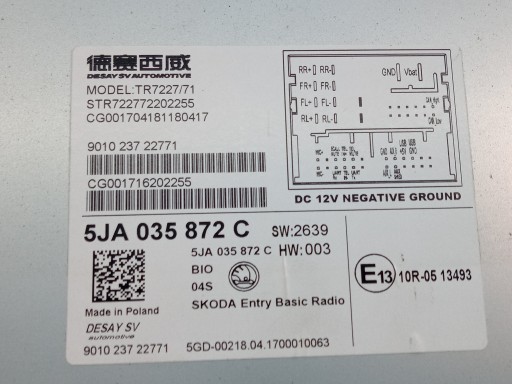 德赛西威
DESAY SV AUTOMOTIVE
MODEL:TR7227/71
STR722772202255
CG001704181180417
9010 237 22771
CG001716202255
RR+ RR-
FR+ FR-
FL+ FL-
RL+ RL-
GND Vbat
DC 12V NEGATIVE GROUND
5JA 035 872 C SW:2639
5JA 035 872 C HW:003
BIO
04S
SKODA Entry Basic Radio
DESAY SV
automotive
9010 237 22771
5GD-00218.04.1700010063
E13 10R-05 13493